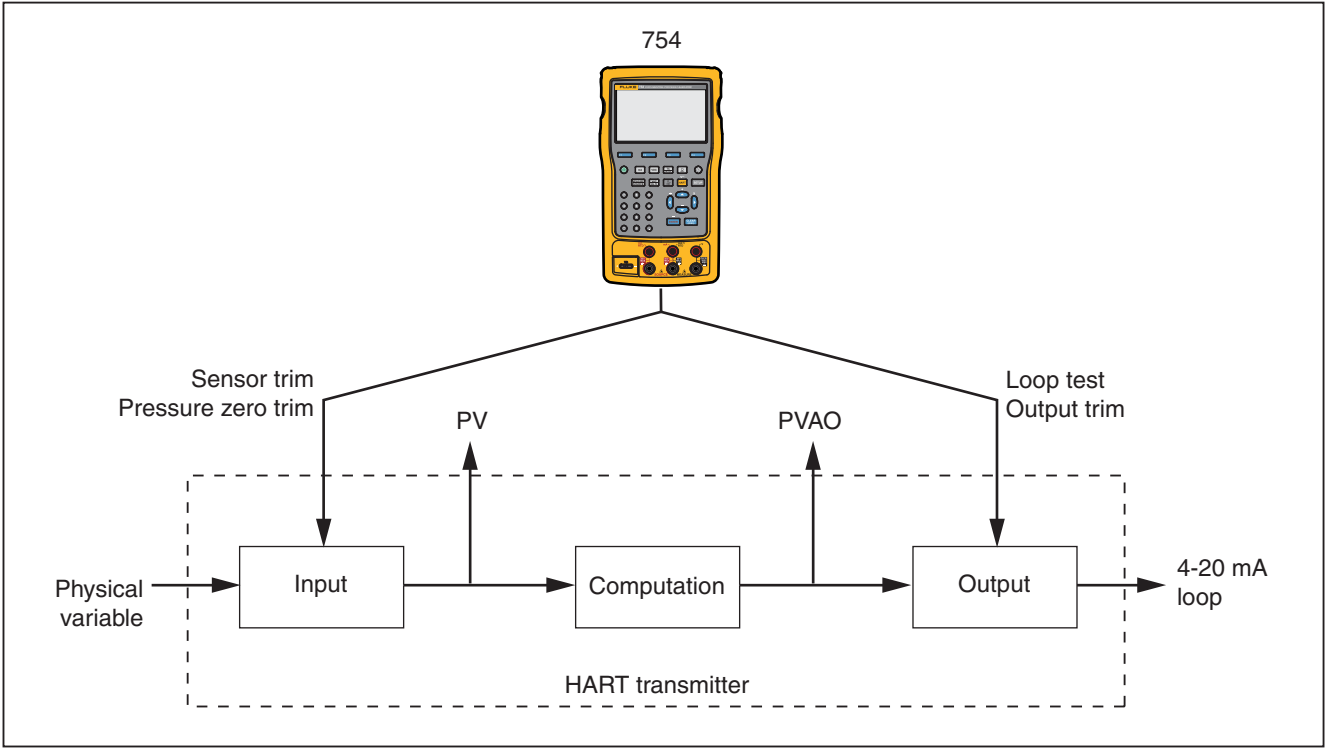 754
FLUKE
Sensor trim
Pressure zero trim
Loop test
Output trim
PV
PVAO
Physical
variable
Input
Computation
Output
4-20 mA
loop
HART transmitter